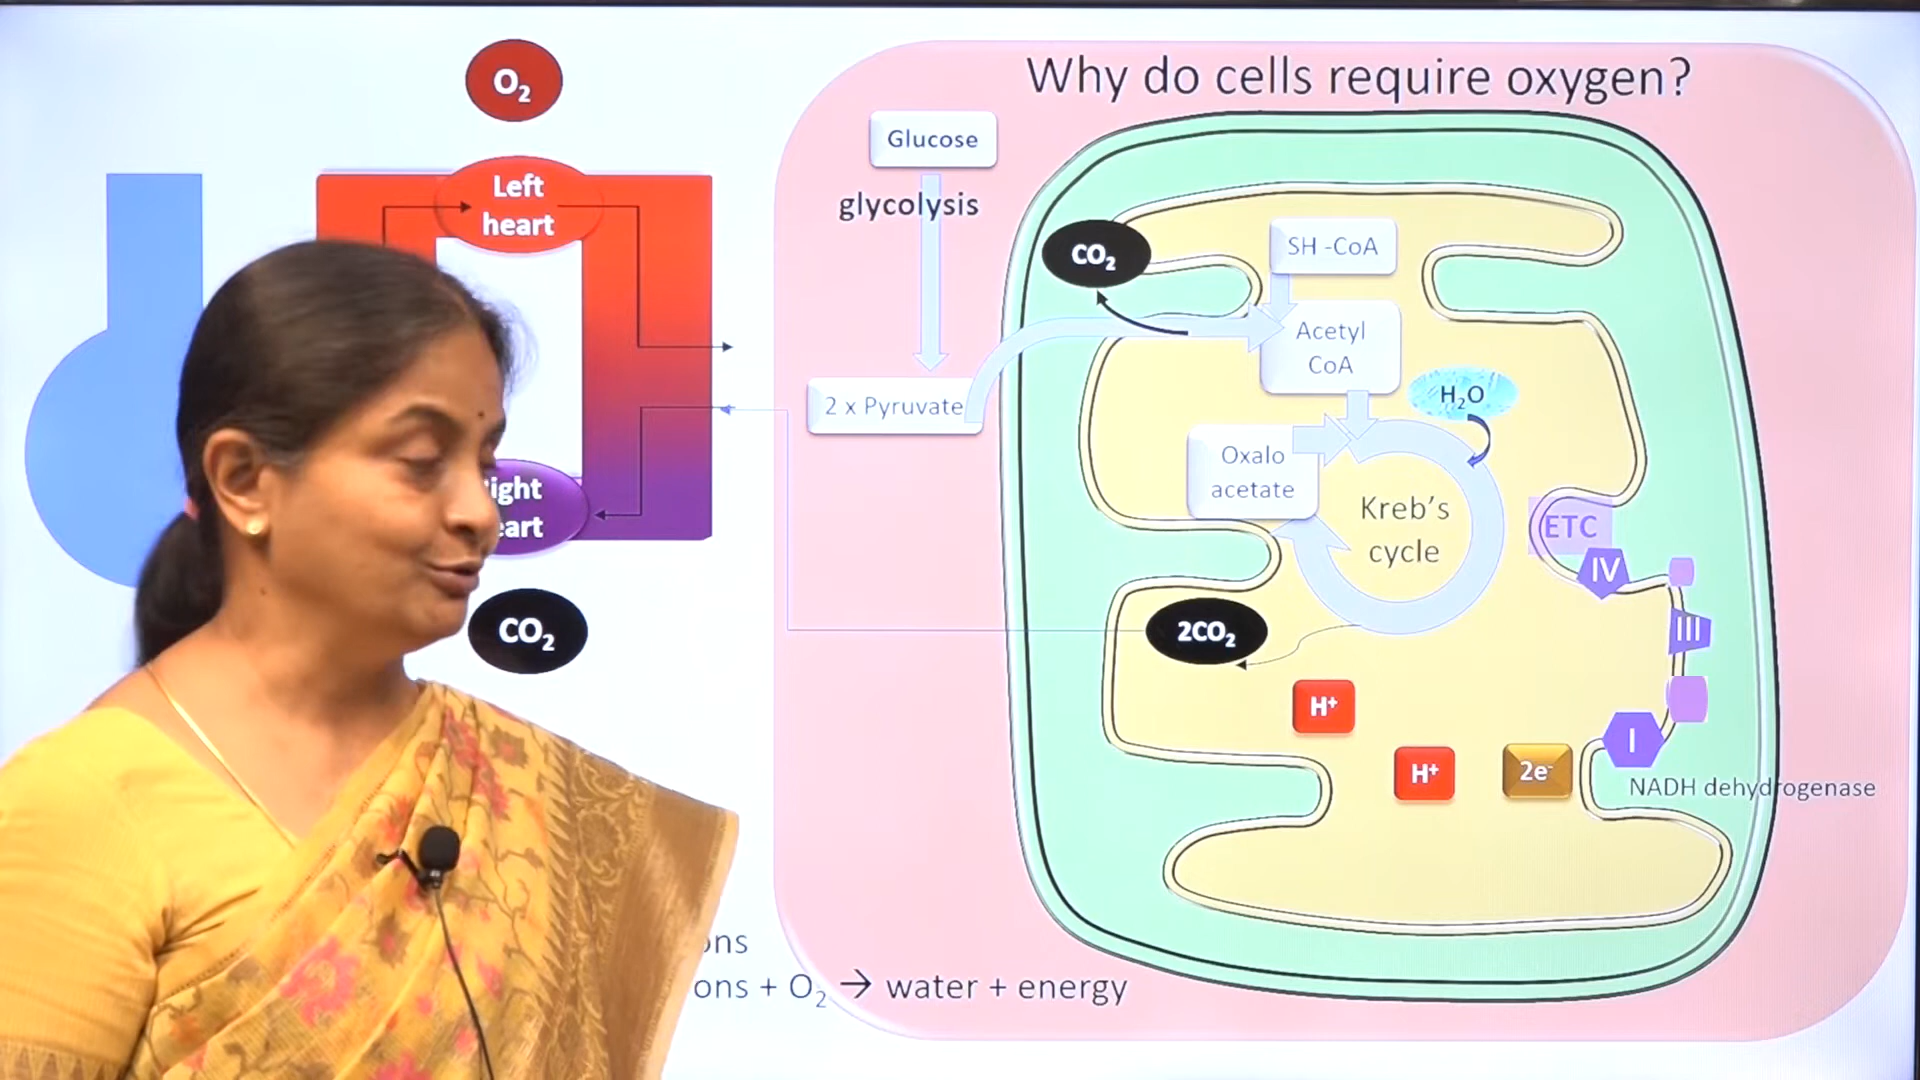 Why do cells require oxygen?
O₂
Left
heart
CO₂
Glucose
glycolysis
2 x Pyruvate
CO₂
SH -CoA
Acetyl
CoA
H₂O
Oxalo
acetate
Kreb's
cycle
2CO₂
ETC
IV
III
I
H⁺
H⁺
2e⁻
NADH dehydrogenase
+ O₂ → water + energy